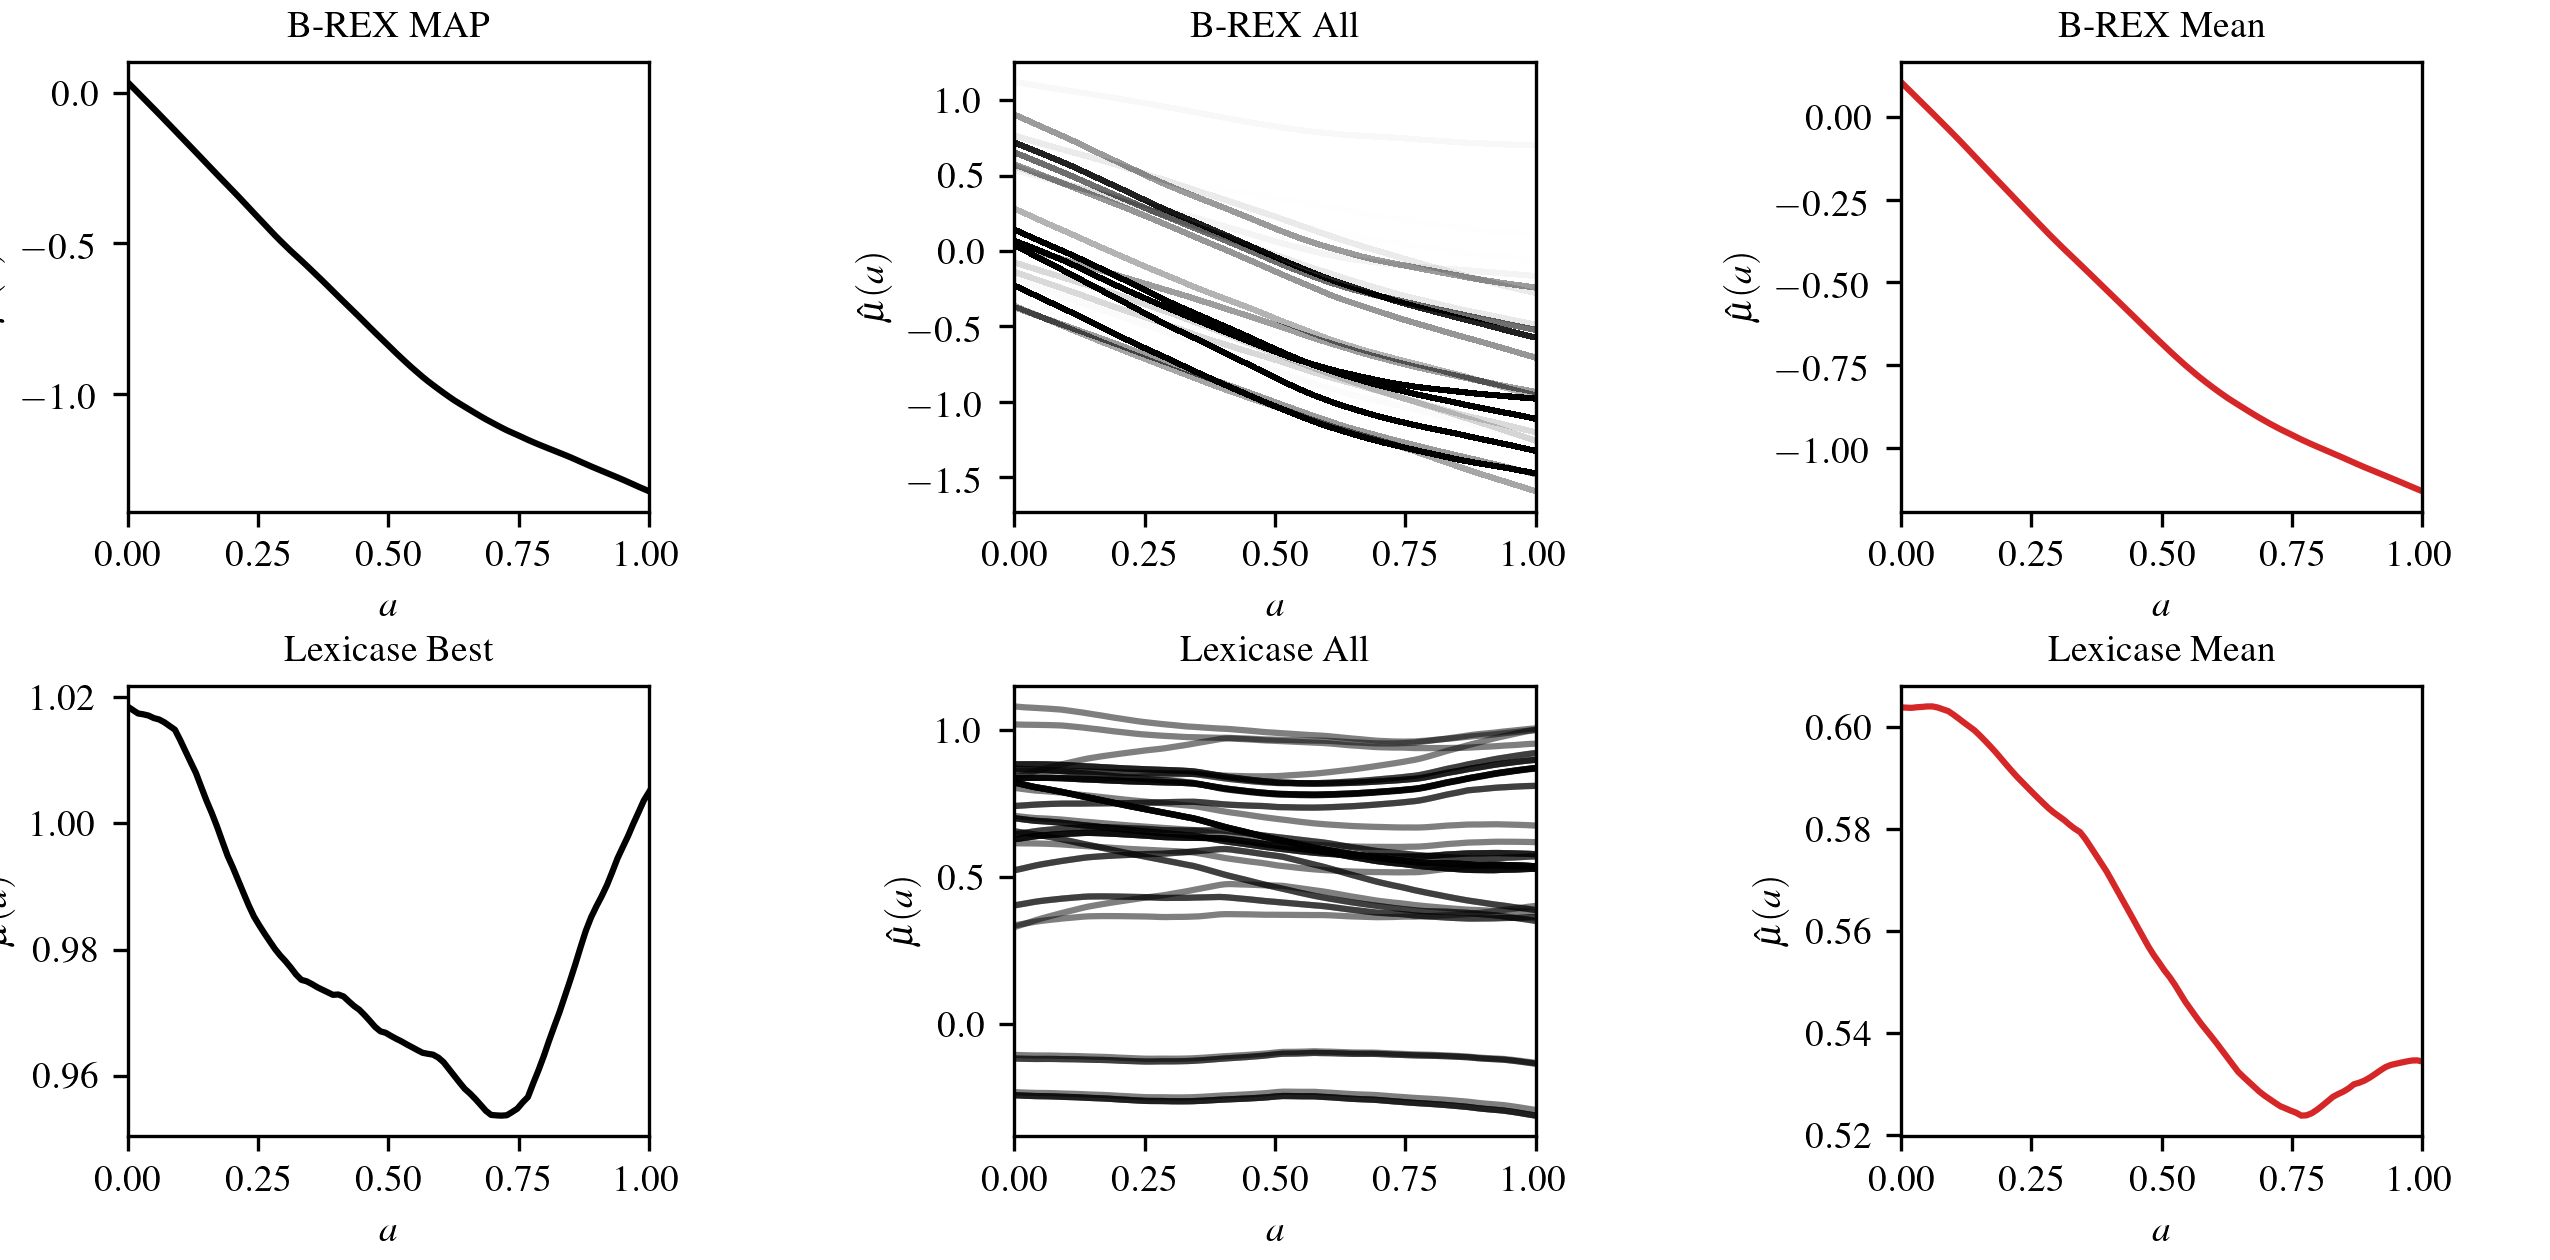 B-REX MAP
B-REX All
B-REX Mean
0.0
−0.5
−1.0
0.00 0.25 0.50 0.75 1.00
a
μ̂(a)
1.0
0.5
0.0
−0.5
−1.0
−1.5
0.00 0.25 0.50 0.75 1.00
a
μ̂(a)
0.00
−0.25
−0.50
−0.75
−1.00
0.00 0.25 0.50 0.75 1.00
a
Lexicase Best
Lexicase All
Lexicase Mean
1.02
1.00
0.98
0.96
0.00 0.25 0.50 0.75 1.00
a
μ̂(a)
1.0
0.5
0.0
0.00 0.25 0.50 0.75 1.00
a
μ̂(a)
0.60
0.58
0.56
0.54
0.52
0.00 0.25 0.50 0.75 1.00
a